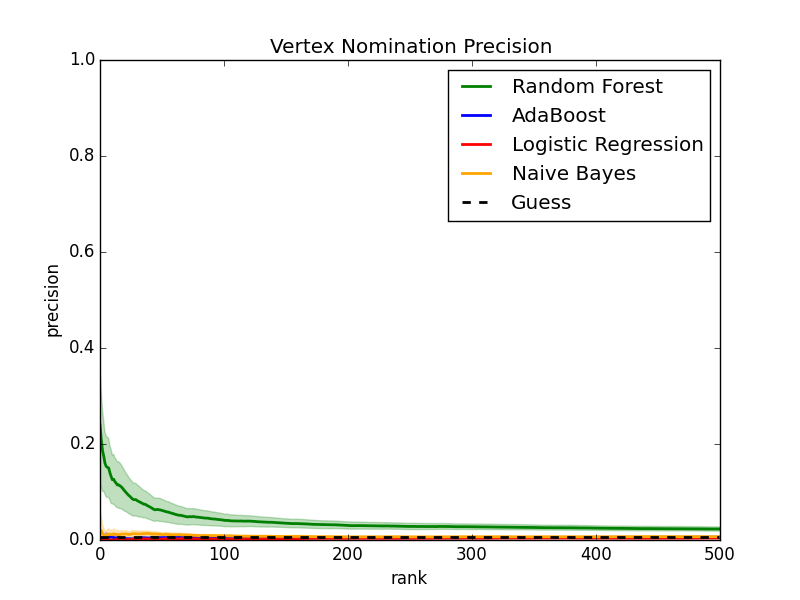 Vertex Nomination Precision
1.0
0.8
0.6
0.4
0.2
0.0
precision
Random Forest
AdaBoost
Logistic Regression
Naive Bayes
Guess
0 100 200 300 400 500
rank